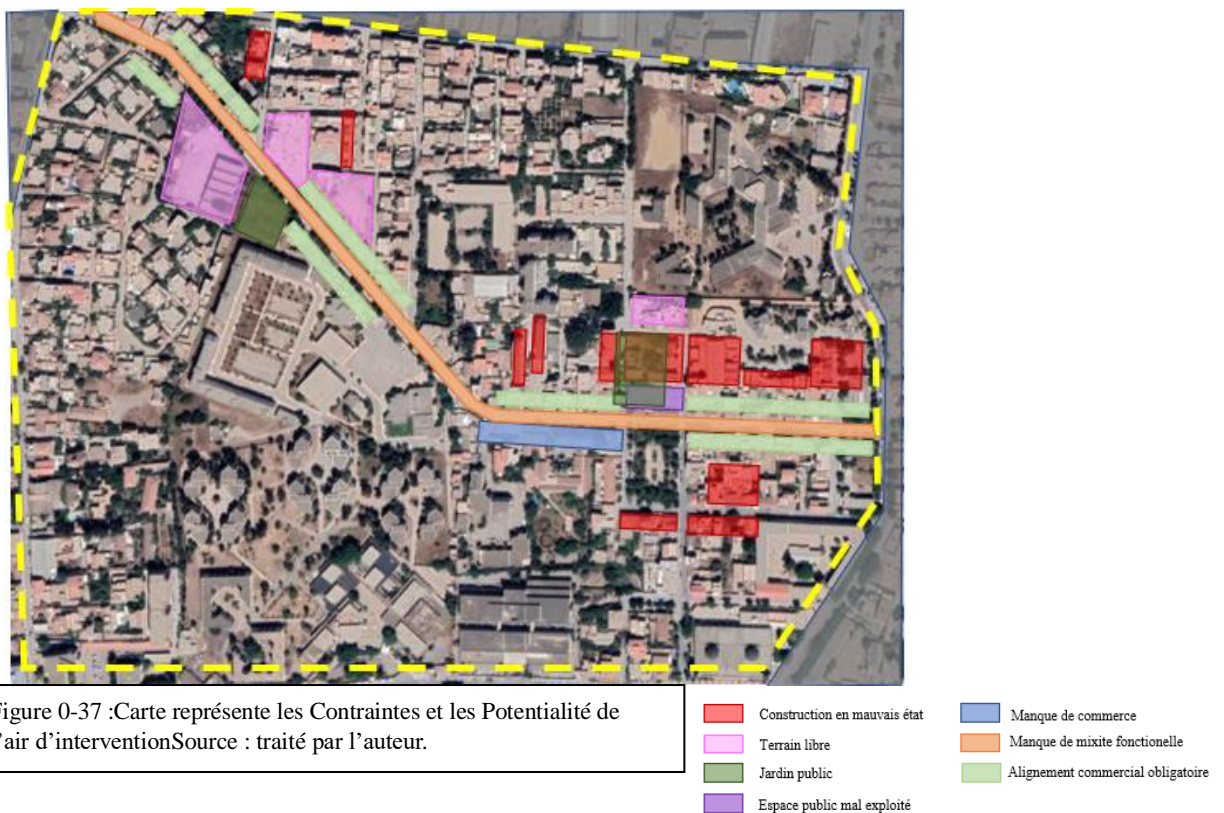 igure 0-37 :Carte représente les Contraintes et les Potentialité de
'air d'interventionSource : traité par l'auteur.
Construction en mauvais état
Terrain libre
Jardin public
Espace public mal exploité
Manque de commerce
Manque de mixite fonctionelle
Alignement commercial obligatoire